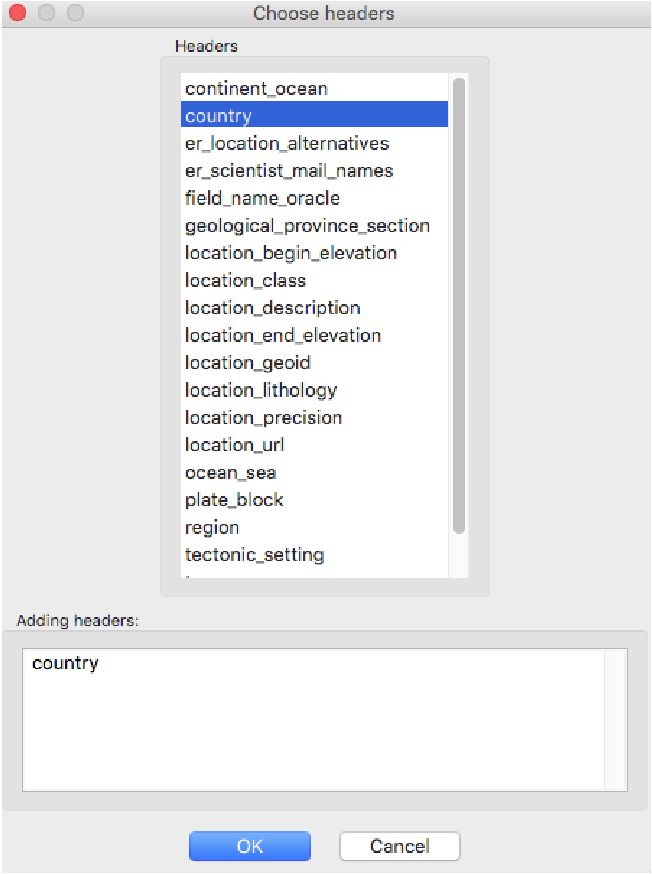 Choose headers
Headers
continent_ocean
country
er_location_alternatives
er_scientist_mail_names
field_name_oracle
geological_province_section
location_begin_elevation
location_class
location_description
location_end_elevation
location_geoid
location_lithology
location_precision
location_url
ocean_sea
plate_block
region
tectonic_setting
Adding headers:
country
OK
Cancel